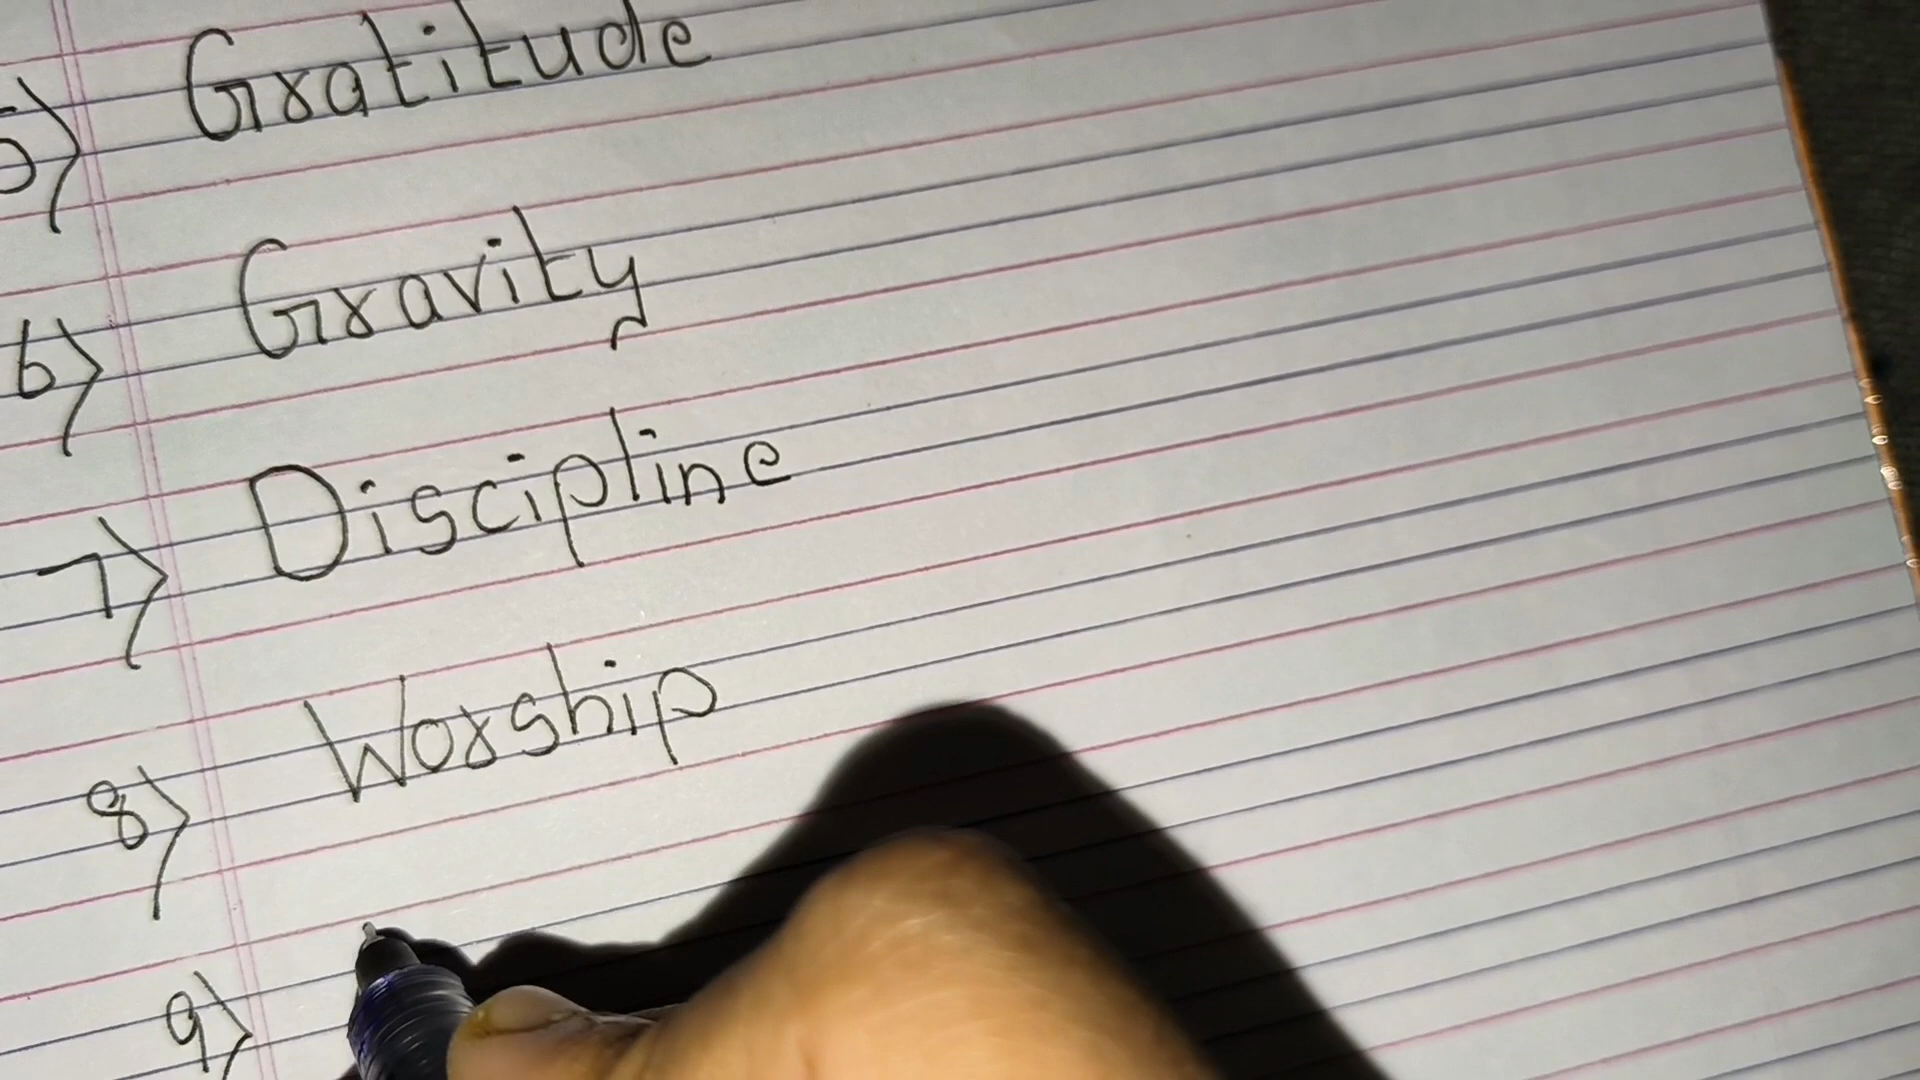 5) Gratitude
6) Gravity
7) Discipline
8) Worship
9)